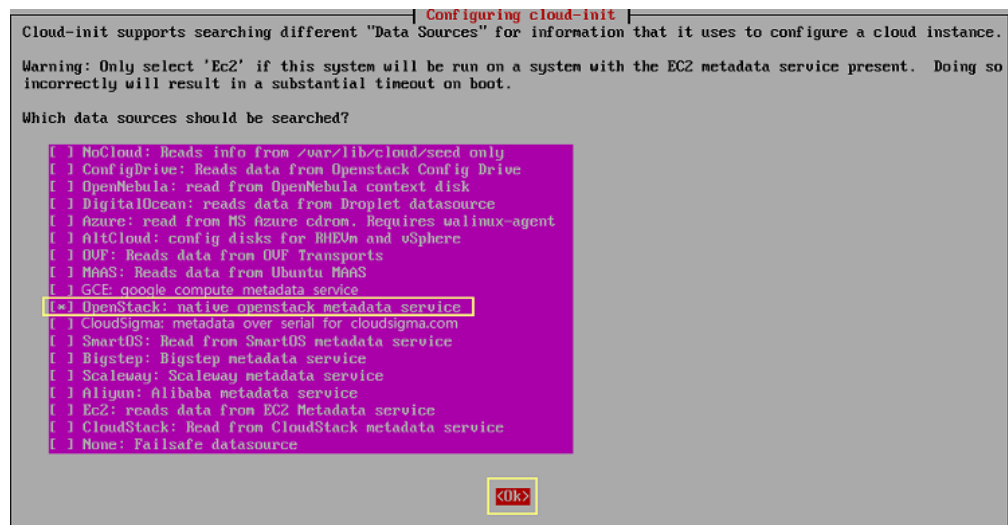 Configuring cloud-init
Cloud-init supports searching different "Data Sources" for information that it uses to configure a cloud instance.
Warning: Only select 'Ec2' if this system will be run on a system with the EC2 metadata service present.  Doing so
incorrectly will result in a substantial timeout on boot.
Which data sources should be searched?
[ ] NoCloud: Reads info from /var/lib/cloud/seed only
[ ] ConfigDrive: Reads data from Openstack Config Drive
[ ] OpenNebula: read from OpenNebula context disk
[ ] DigitalOcean: reads data from Droplet datasource
[ ] Azure: read from MS Azure cdrom. Requires walinux-agent
[ ] AltCloud: config disks for RHEVm and vSphere
[ ] OVF: Reads data from OVF Transports
[ ] MAAS: Reads data from Ubuntu MAAS
[ ] GCE: google compute metadata service
[*] OpenStack: native openstack metadata service
[ ] CloudSigma: metadata over serial for cloudsigma.com
[ ] SmartOS: Read from SmartOS metadata service
[ ] Bigstep: Bigstep metadata service
[ ] Scaleway: Scaleway metadata service
[ ] Aliyun: Alibaba metadata service
[ ] Ec2: reads data from EC2 Metadata service
[ ] CloudStack: Read from CloudStack metadata service
[ ] None: Failsafe datasource
<Ok>